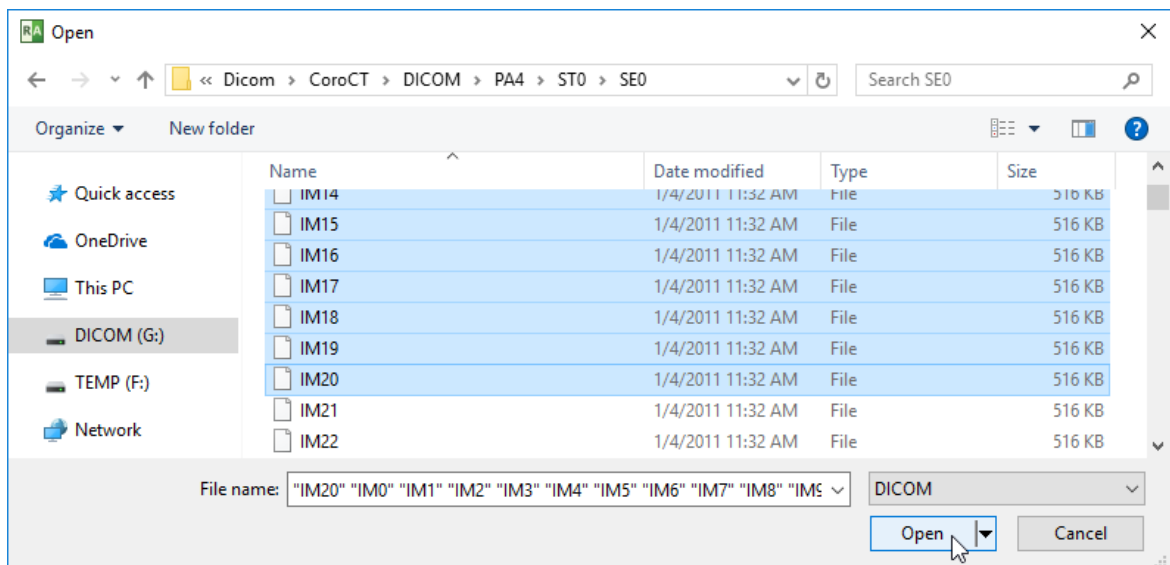 RA Open
« Dicom > CoroCT > DICOM > PA4 > ST0 > SE0 Search SE0
Organize New folder
Name Date modified Type Size
Quick access
OneDrive
This PC
DICOM (G:)
TEMP (F:)
Network
IM14 1/4/2011 11:32 AM File 516 KB
IM15 1/4/2011 11:32 AM File 516 KB
IM16 1/4/2011 11:32 AM File 516 KB
IM17 1/4/2011 11:32 AM File 516 KB
IM18 1/4/2011 11:32 AM File 516 KB
IM19 1/4/2011 11:32 AM File 516 KB
IM20 1/4/2011 11:32 AM File 516 KB
IM21 1/4/2011 11:32 AM File 516 KB
IM22 1/4/2011 11:32 AM File 516 KB
File name: "IM20" "IM0" "IM1" "IM2" "IM3" "IM4" "IM5" "IM6" "IM7" "IM8" "IM9 DICOM
Open Cancel